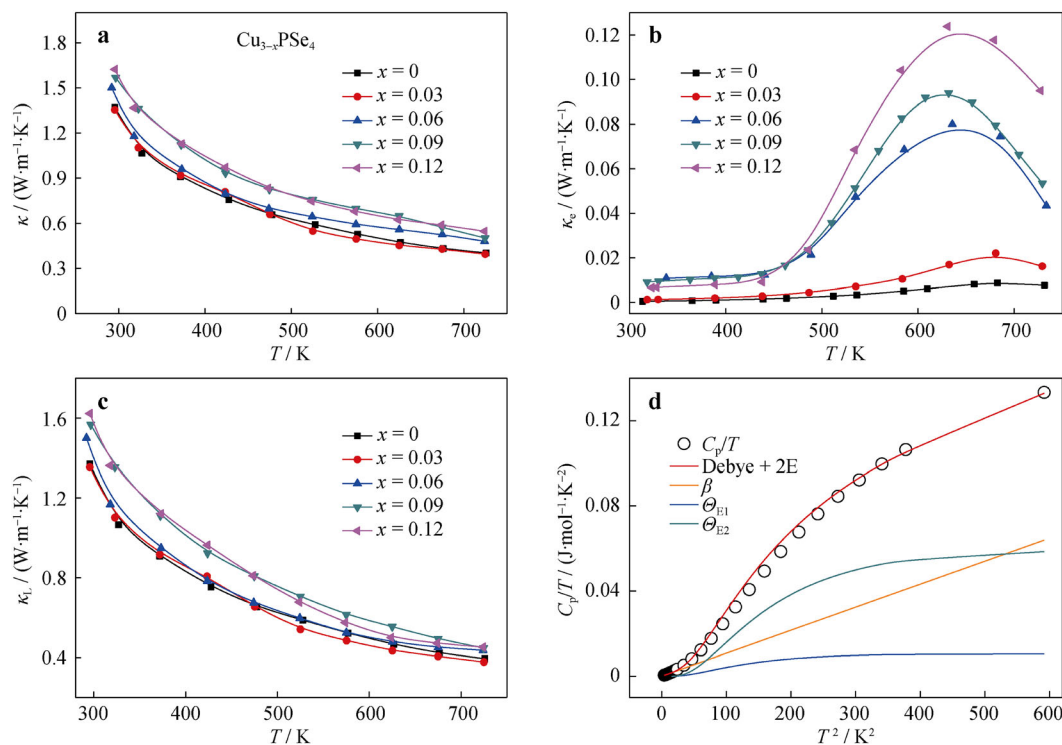 a
Cu3–xPSe4
x = 0
x = 0.03
x = 0.06
x = 0.09
x = 0.12
1.8
1.5
1.2
0.9
0.6
0.3
0
κ / (W·m−1·K−1)
300 400 500 600 700
T / K
b
x = 0
x = 0.03
x = 0.06
x = 0.09
x = 0.12
0.12
0.10
0.08
0.06
0.04
0.02
0
κe / (W·m−1·K−1)
300 400 500 600 700
T / K
c
x = 0
x = 0.03
x = 0.06
x = 0.09
x = 0.12
1.6
1.2
0.8
0.4
κL / (W·m−1·K−1)
300 400 500 600 700
T / K
d
Cp/T
Debye + 2E
β
ΘE1
ΘE2
0.12
0.08
0.04
0
Cp/T / (J·mol−1·K−2)
0 100 200 300 400 500 600
T 2 / K2